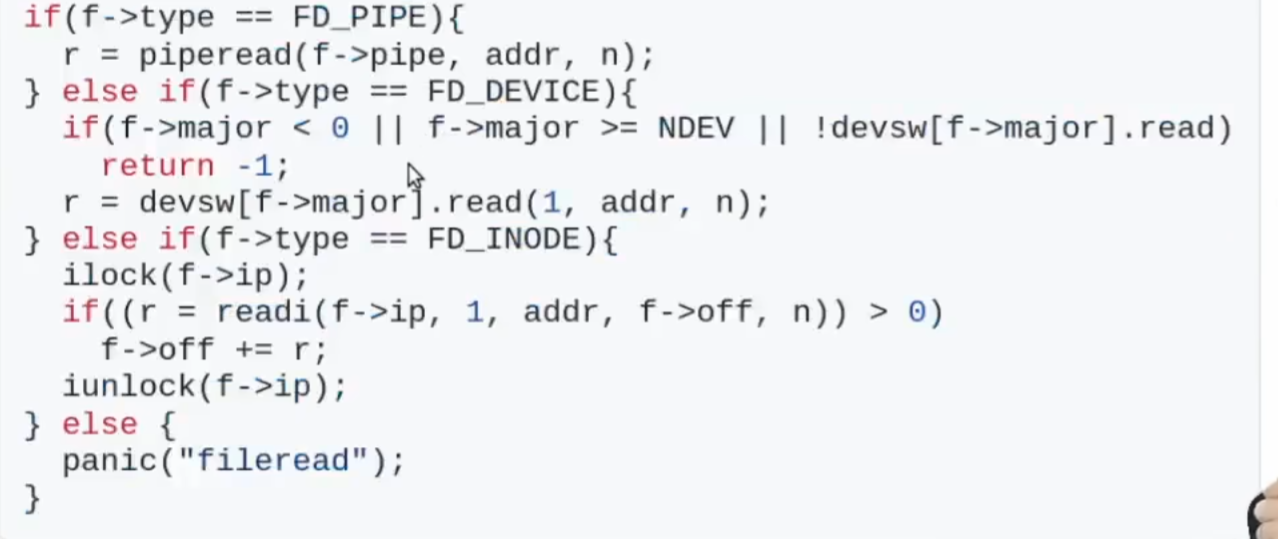 if(f->type == FD_PIPE){
  r = piperead(f->pipe, addr, n);
} else if(f->type == FD_DEVICE){
  if(f->major < 0 || f->major >= NDEV || !devsw[f->major].read)
    return -1;
  r = devsw[f->major].read(1, addr, n);
} else if(f->type == FD_INODE){
  ilock(f->ip);
  if((r = readi(f->ip, 1, addr, f->off, n)) > 0)
    f->off += r;
  iunlock(f->ip);
} else {
  panic("fileread");
}